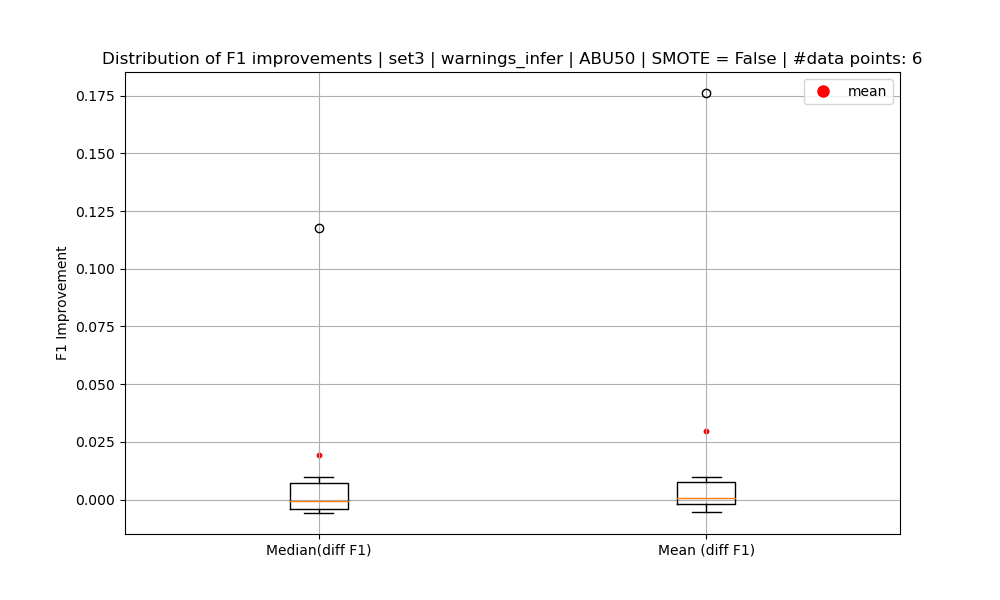 Distribution of F1 improvements | set3 | warnings_infer | ABU50 | SMOTE = False | #data points: 6
mean
0.175
0.150
0.125
0.100
0.075
0.050
0.025
0.000
F1 Improvement
Median(diff F1)
Mean (diff F1)